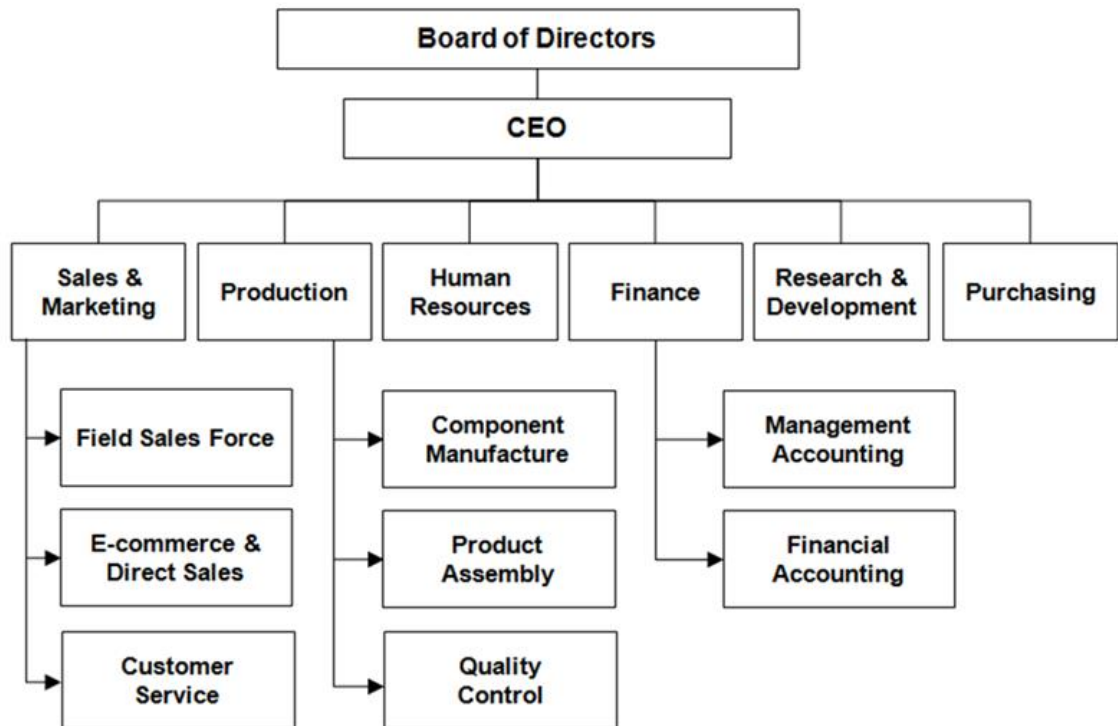 Board of Directors
CEO
Sales &
Marketing
Production
Human
Resources
Finance
Research &
Development
Purchasing
Field Sales Force
Component
Manufacture
Management
Accounting
E-commerce &
Direct Sales
Product
Assembly
Financial
Accounting
Customer
Service
Quality
Control